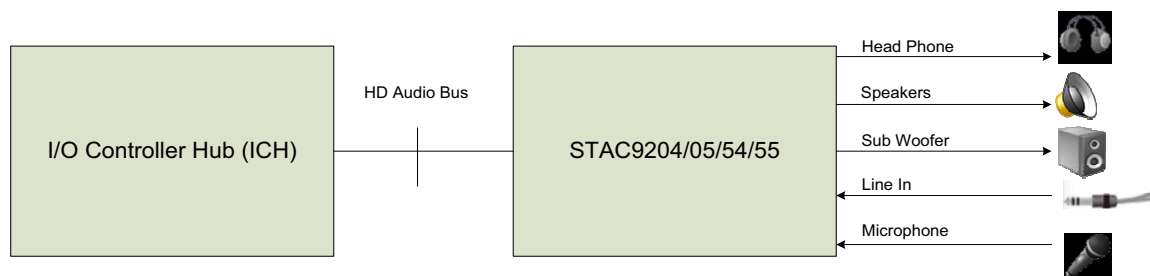 I/O Controller Hub (ICH)
HD Audio Bus
STAC9204/05/54/55
Head Phone
Speakers
Sub Woofer
Line In
Microphone